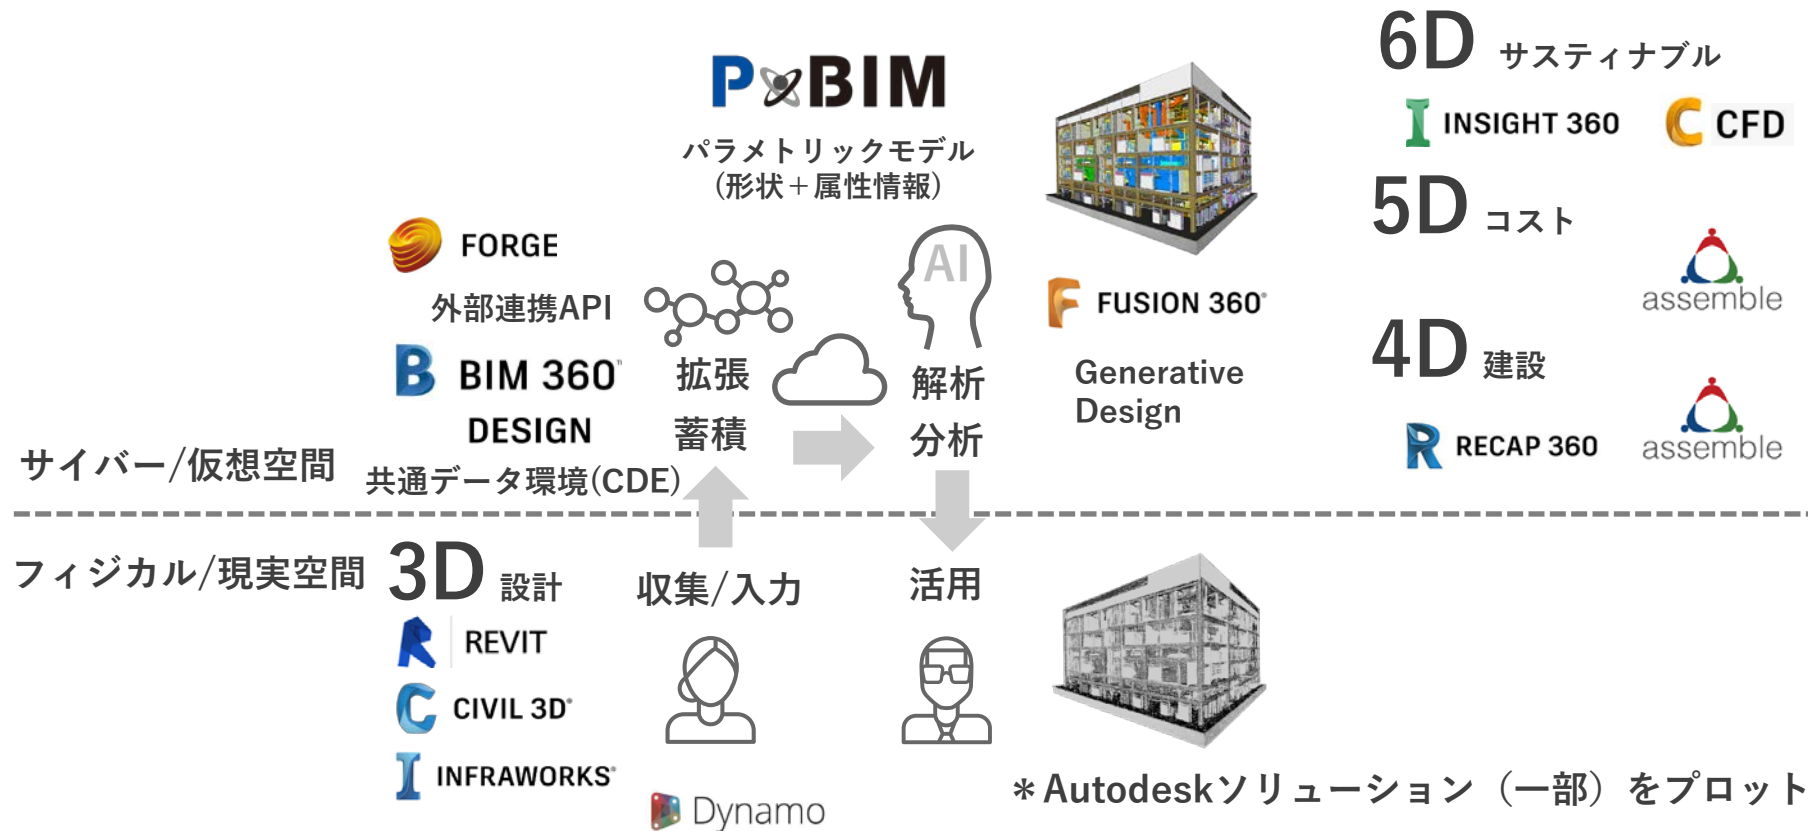 P BIM
パラメトリックモデル
(形状＋属性情報)
FORGE
外部連携API
BIM 360™
DESIGN
共通データ環境(CDE)
拡張
蓄積
AI
解析
分析
FUSION 360®
Generative
Design
6D サスティナブル
INSIGHT 360
CFD
5D コスト
assemble
4D 建設
RECAP 360
assemble
サイバー/仮想空間
フィジカル/現実空間
3D 設計
REVIT
CIVIL 3D®
INFRAWORKS®
収集/入力
Dynamo
活用
＊Autodeskソリューション（一部）をプロット